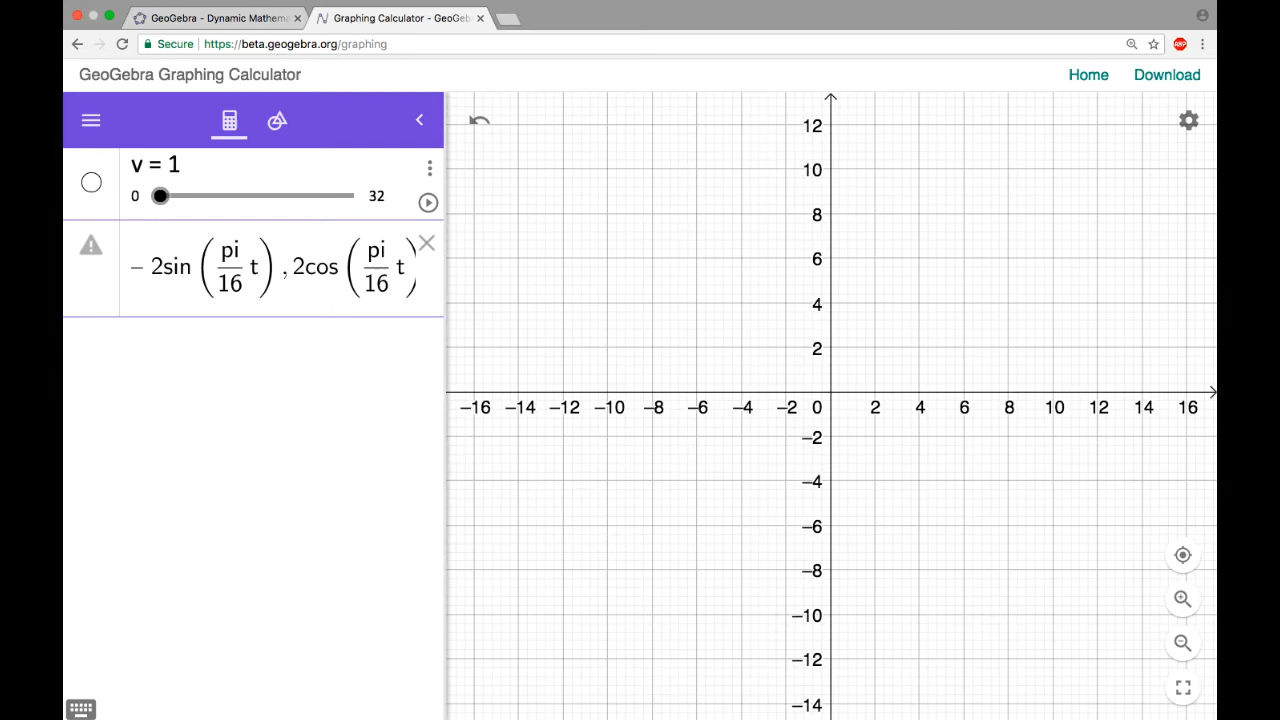 GeoGebra - Dynamic Mathema
Graphing Calculator - GeoGeb
Secure
https://beta.geogebra.org/graphing
ABP
GeoGebra Graphing Calculator
Home
Download
v = 1
0
32
− 2sin (pi/16 t) , 2cos (pi/16 t)
12
10
8
6
4
2
−16 −14 −12 −10 −8 −6 −4 −2 0 2 4 6 8 10 12 14 16
−2
−4
−6
−8
−10
−12
−14